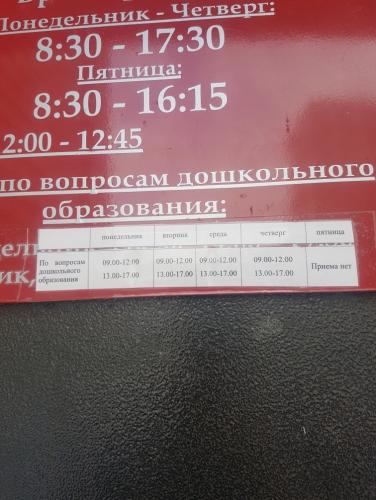 Понедельник - Четверг:
8:30 - 17:30
Пятница:
8:30 - 16:15
2:00 - 12:45
по вопросам дошкольного
образования:
понедельник вторник среда четверг пятница
По вопросам дошкольного образования
09.00-12.00 09.00-12.00 09.00-12.00 09.00-12.00
13.00-17.00 13.00-17.00 13.00-17.00 13.00-17.00
Приема нет